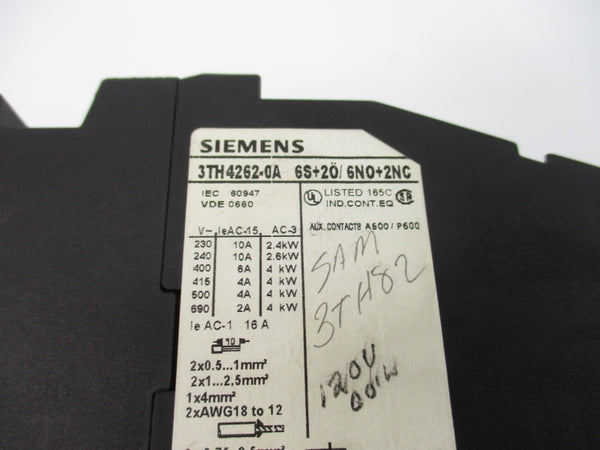 SIEMENS
3TH4262-0A 6S+2Ö/6NO+2NC
IEC 60947
VDE 0660
UL LISTED 165C
IND.CONT.EQ
AUX. CONTACTS A600/P600
V~ IeAC-15, AC-3
230 10A 2.4kW
240 10A 2.6kW
400 6A 4 kW
415 4A 4 kW
500 4A 4 kW
690 2A 4 kW
Ie AC-1 16 A
10
2x0.5...1mm²
2x1...2,5mm²
1x4mm²
2xAWG18 to 12
SAM
3TH82
120V
COIL